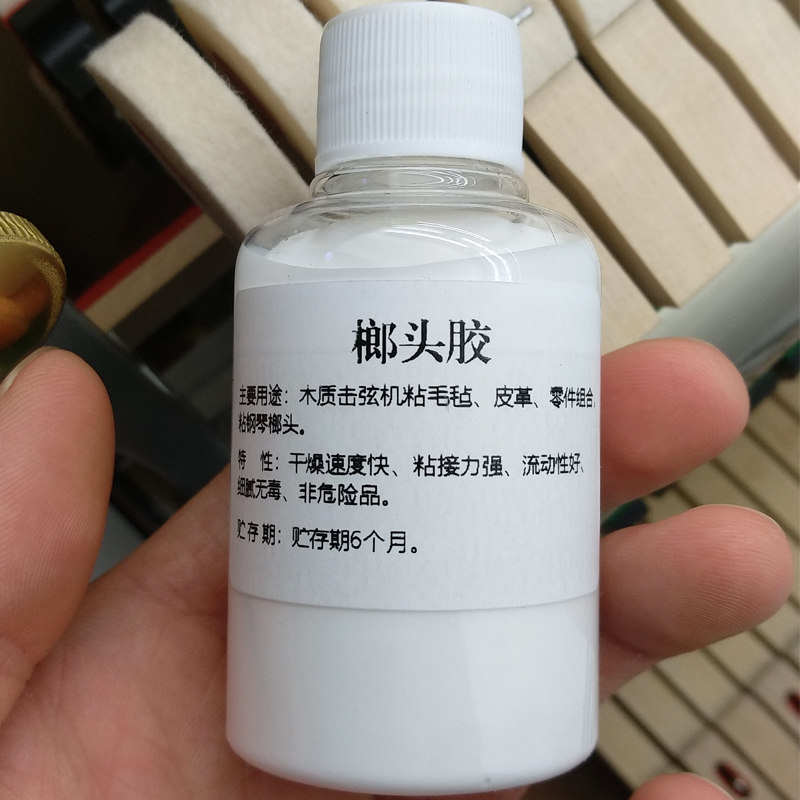 榔头胶
主要用途：木质击弦机粘毛毡、皮革、零件组合，
粘钢琴榔头。
特 性：干燥速度快、粘接力强、流动性好、
细腻无毒、非危险品。
贮存期：贮存期6个月。